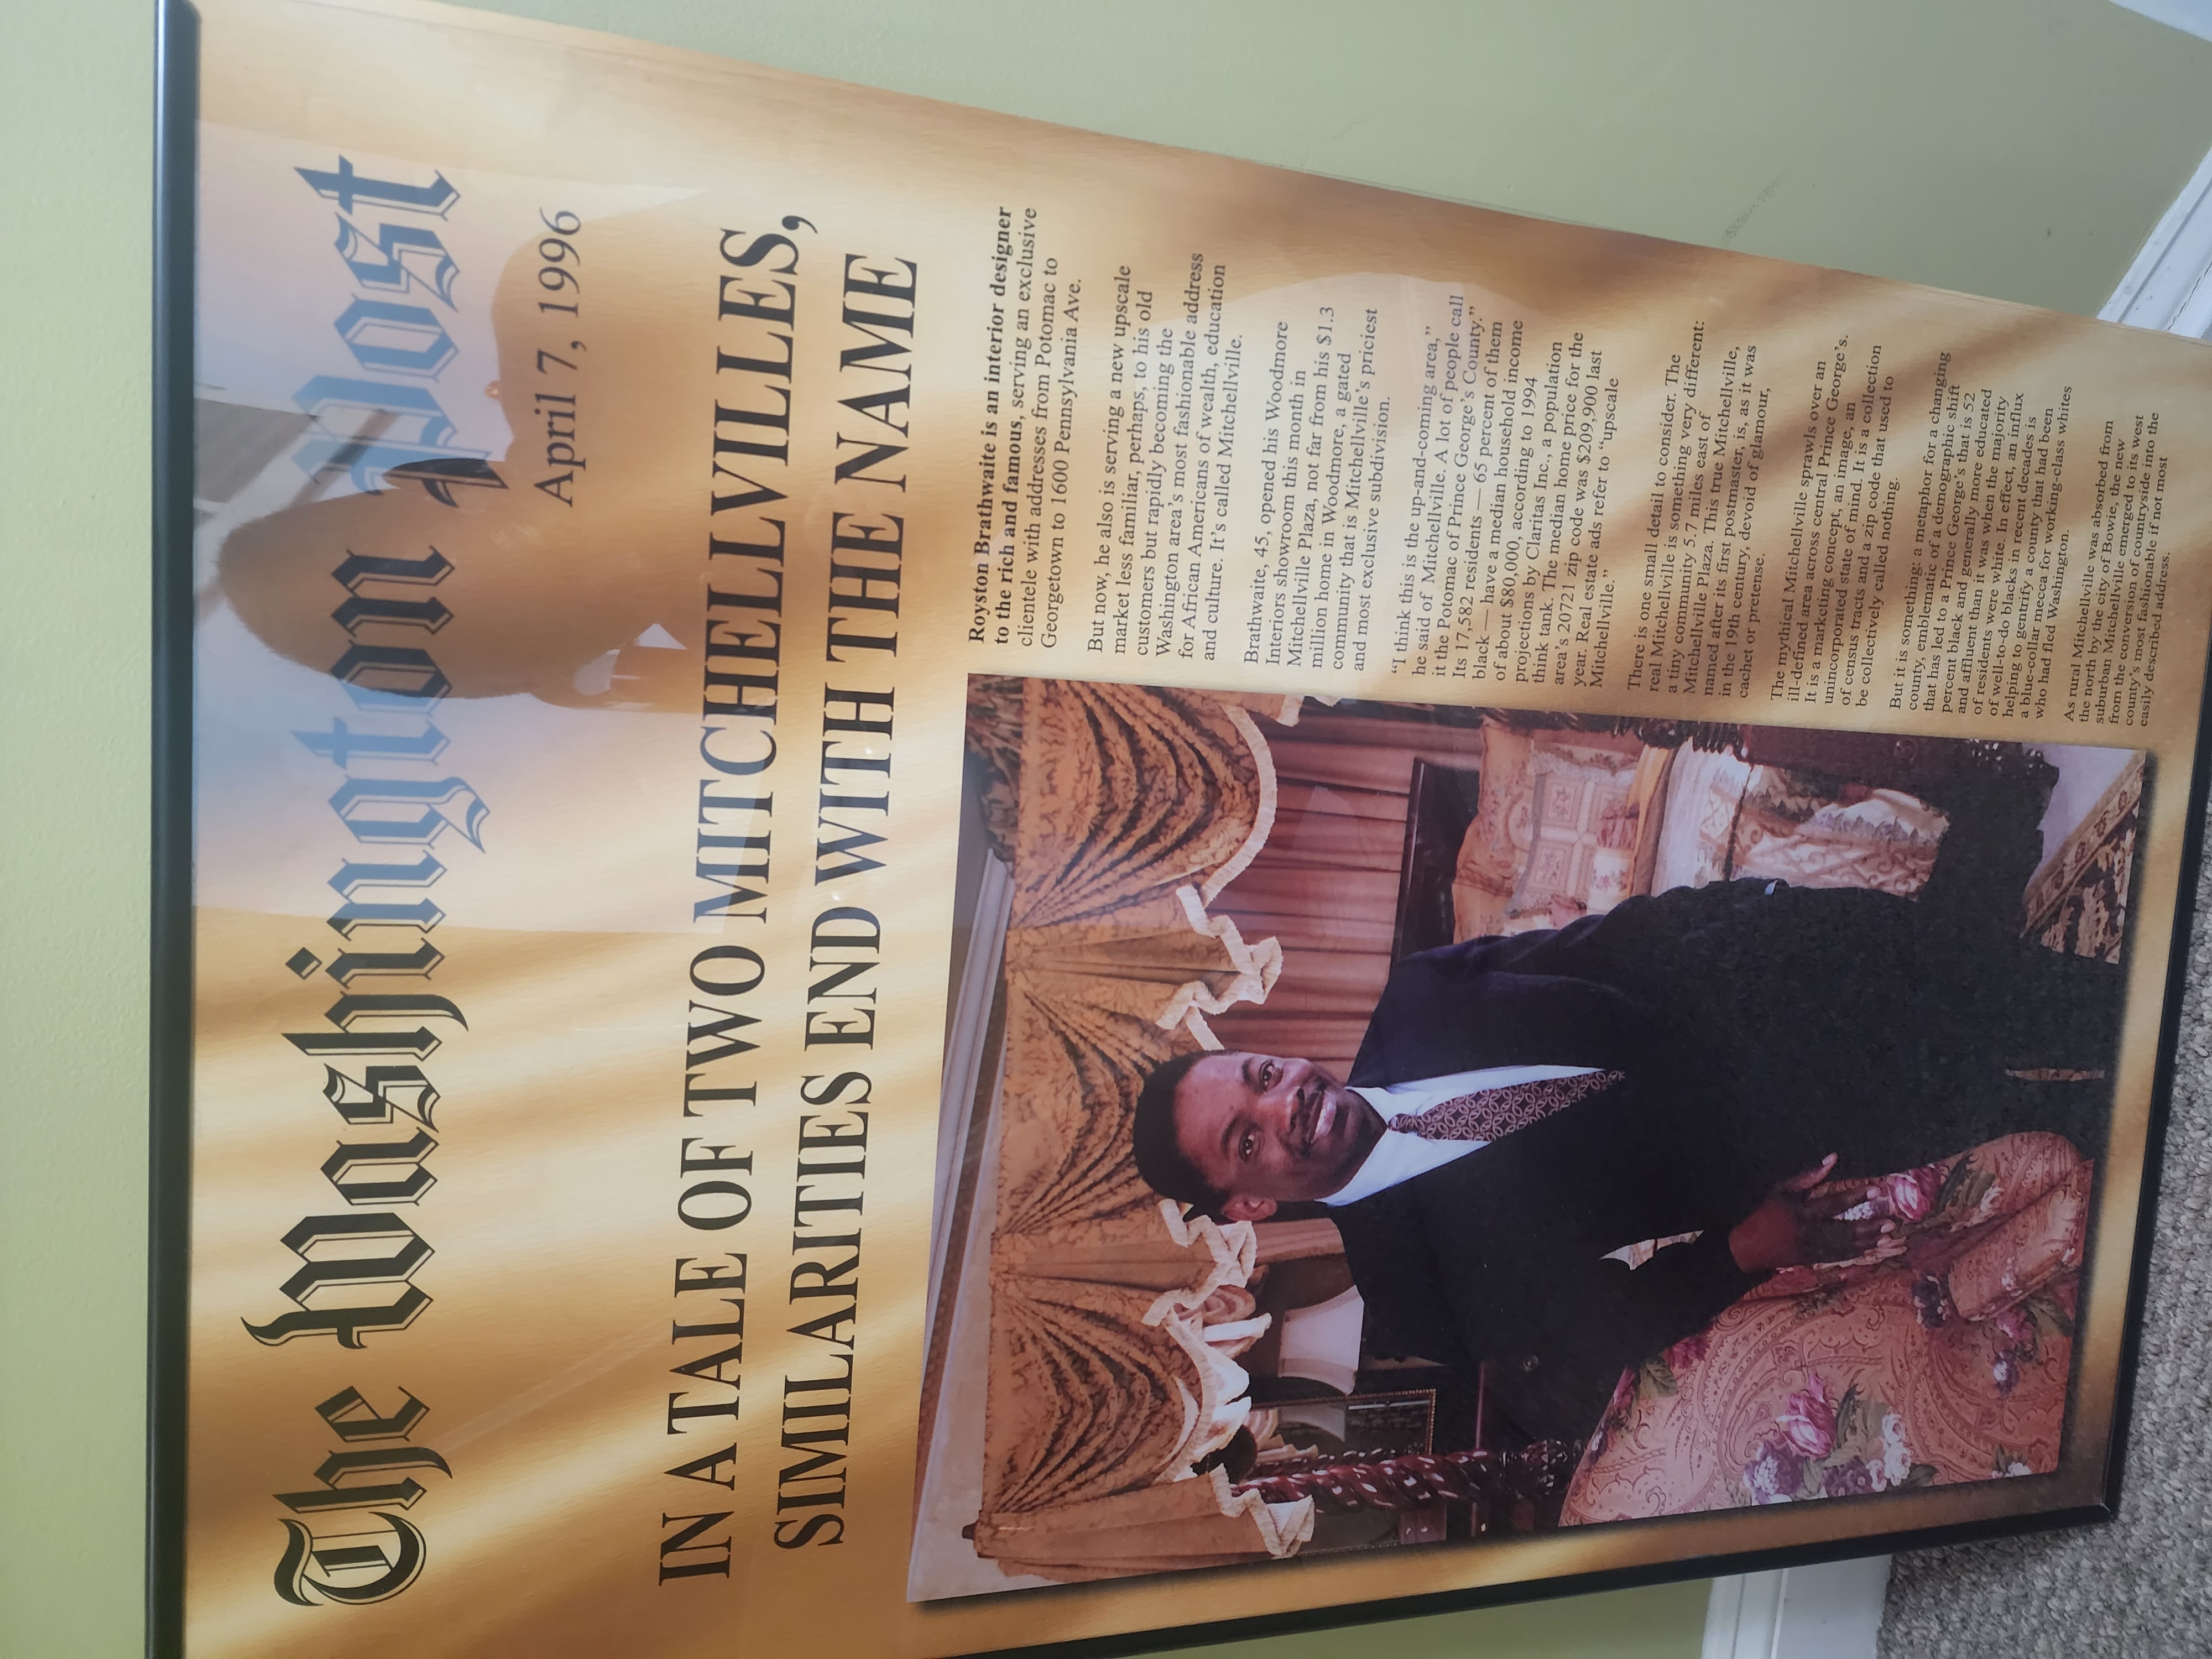 The Washington Post
April 7, 1996
IN A TALE OF TWO MITCHELLVILLES,
SIMILARITIES END WITH THE NAME
Royston Brathwaite is an interior designer
to the rich and famous, serving an exclusive
clientele with addresses from Potomac to
Georgetown to 1600 Pennsylvania Ave.
But now, he also is serving a new upscale
market less familiar, perhaps, to his old
customers but rapidly becoming the
Washington area's most fashionable address
for African Americans of wealth, education
and culture. It's called Mitchellville.
Brathwaite, 45, opened his Woodmore
Interiors showroom this month in
Mitchellville Plaza, not far from his $1.3
million home in Woodmore, a gated
community that is Mitchellville's priciest
and most exclusive subdivision.
"I think this is the up-and-coming area,"
he said of Mitchellville. A lot of people call
it the Potomac of Prince George's County."
Its 17,582 residents — 65 percent of them
black — have a median household income
of about $80,000, according to 1994
projections by Claritas Inc., a population
think tank. The median home price for the
area's 20721 zip code was $209,900 last
year. Real estate ads refer to "upscale
Mitchellville."
There is one small detail to consider. The
real Mitchellville is something very different:
a tiny community 5.7 miles east of
Mitchellville Plaza. This true Mitchellville,
named after its first postmaster, is, as it was
in the 19th century, devoid of glamour,
cachet or pretense.
The mythical Mitchellville sprawls over an
ill-defined area across central Prince George's.
It is a marketing concept, an image, an
unincorporated state of mind. It is a collection
of census tracts and a zip code that used to
be collectively called nothing.
But it is something: a metaphor for a changing
county, emblematic of a demographic shift
that has led to a Prince George's that is 52
percent black and generally more educated
and affluent than it was when the majority
of residents were white. In effect, an influx
of well-to-do blacks in recent decades is
helping to gentrify a county that had been
a blue-collar mecca for working-class whites
who had fled Washington.
As rural Mitchellville was absorbed from
the north by the city of Bowie, the new
suburban Mitchellville emerged to its west
from the conversion of countryside into the
county's most fashionable if not most
easily described address.